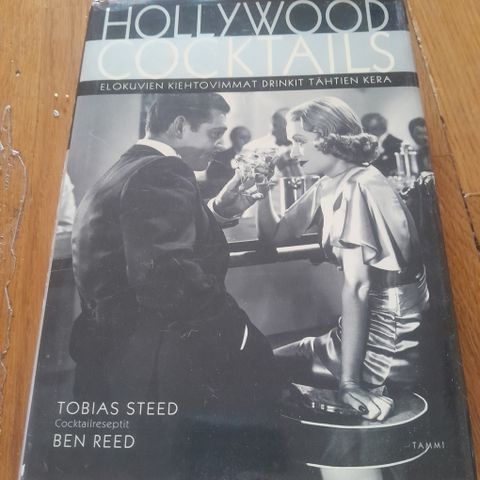 HOLLYWOOD
COCKTAILS
ELOKUVIEN KIEHTOVIMMAT DRINKIT TÄHTIEN KERA
TOBIAS STEED
Cocktailreseptit
BEN REED
TAMMI